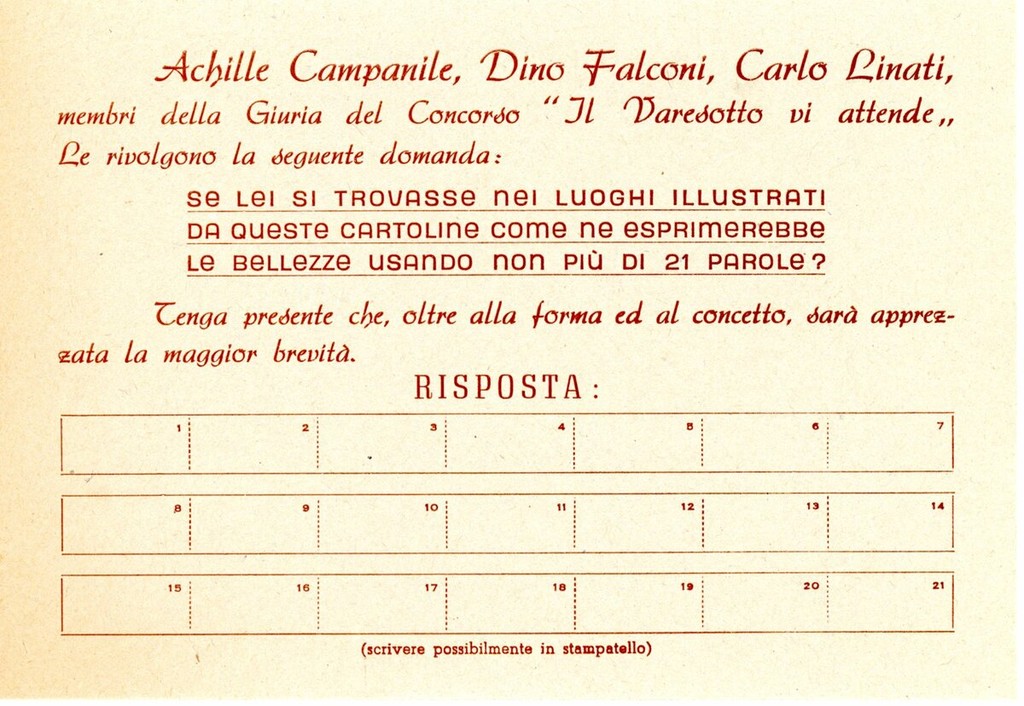 Achille Campanile, Dino Falconi, Carlo Linati,
membri della Giuria del Concorso "Il Varesotto vi attende„
Le rivolgono la seguente domanda:
SE LEI SI TROVASSE NEI LUOGHI ILLUSTRATI
DA QUESTE CARTOLINE COME NE ESPRIMEREBBE
LE BELLEZZE USANDO NON PIÙ DI 21 PAROLE?
Tenga presente che, oltre alla forma ed al concetto, sarà apprez-
zata la maggior brevità.
RISPOSTA:
1 2 3 4 5 6 7
8 9 10 11 12 13 14
15 16 17 18 19 20 21
(scrivere possibilmente in stampatello)